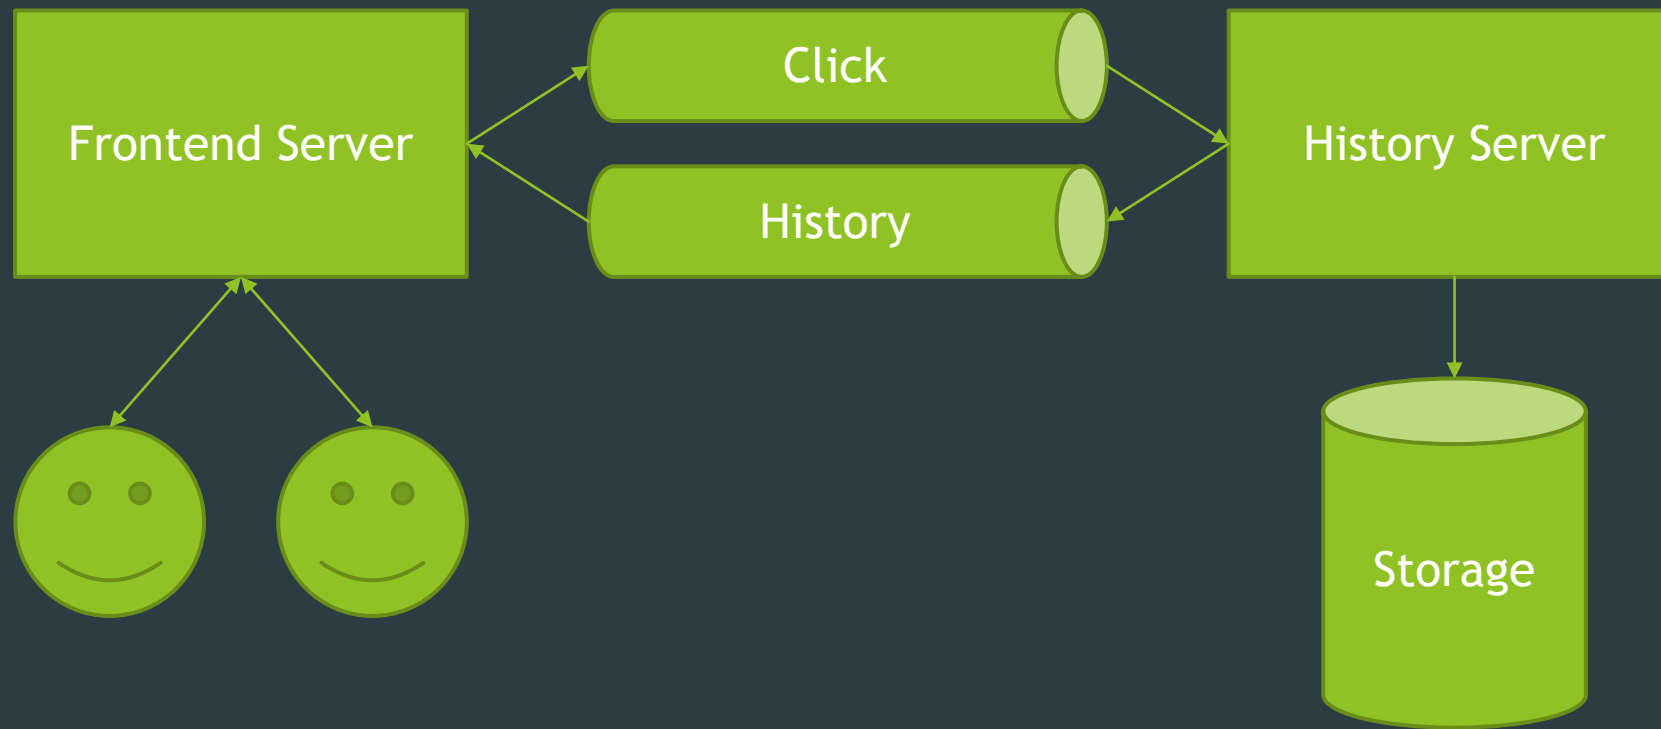 Frontend Server
Click
History
History Server
Storage